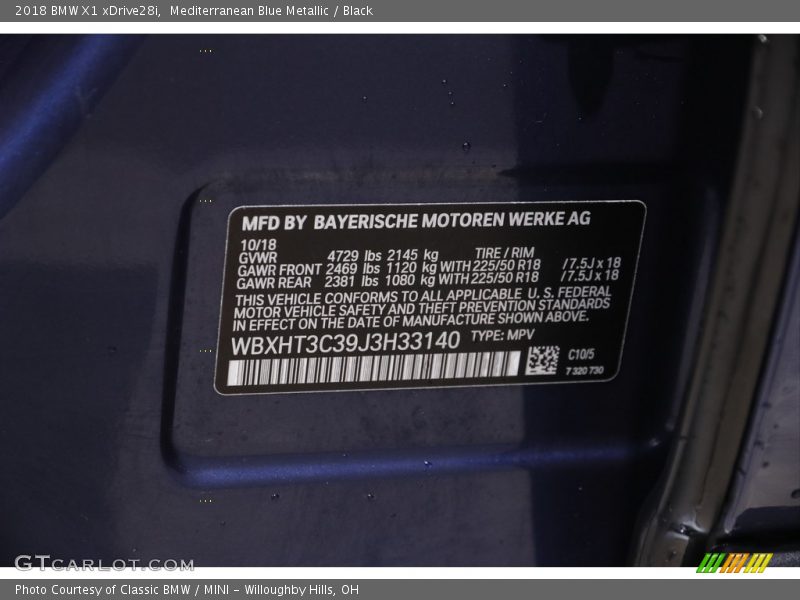 2018 BMW X1 xDrive28i, Mediterranean Blue Metallic / Black
MFD BY BAYERISCHE MOTOREN WERKE AG
10/18
GVWR 4729 lbs 2145 kg TIRE / RIM
GAWR FRONT 2469 lbs 1120 kg WITH 225/50 R18 /7.5J x 18
GAWR REAR 2381 lbs 1080 kg WITH 225/50 R18 /7.5J x 18
THIS VEHICLE CONFORMS TO ALL APPLICABLE U.S. FEDERAL
MOTOR VEHICLE SAFETY AND THEFT PREVENTION STANDARDS
IN EFFECT ON THE DATE OF MANUFACTURE SHOWN ABOVE.
WBXHT3C39J3H33140 TYPE: MPV
C10/5
7 320 730
GTcarlot.com
Photo Courtesy of Classic BMW / MINI - Willoughby Hills, OH